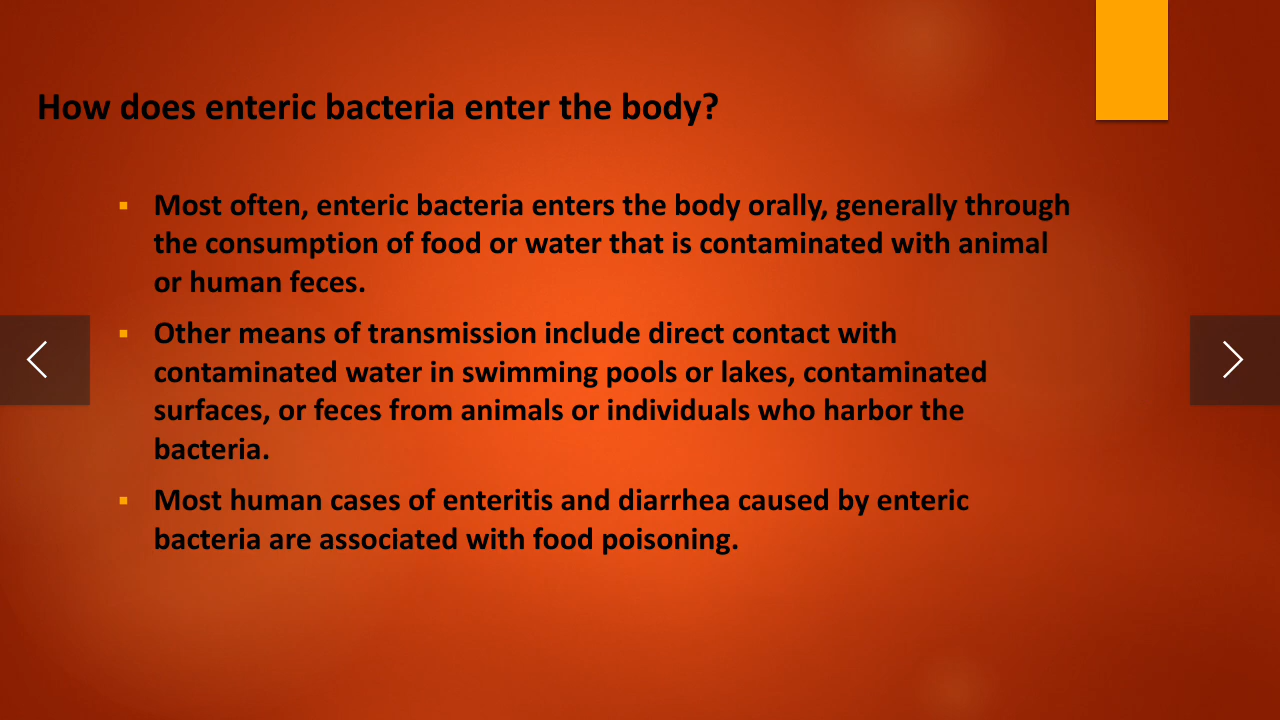 How does enteric bacteria enter the body?
Most often, enteric bacteria enters the body orally, generally through
the consumption of food or water that is contaminated with animal
or human feces.
Other means of transmission include direct contact with
contaminated water in swimming pools or lakes, contaminated
surfaces, or feces from animals or individuals who harbor the
bacteria.
Most human cases of enteritis and diarrhea caused by enteric
bacteria are associated with food poisoning.